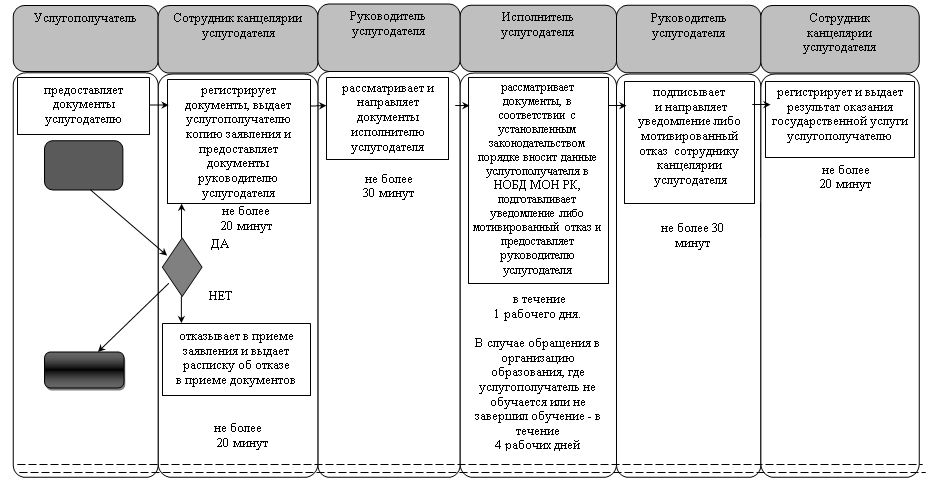 Услугополучатель
Сотрудник канцелярии
услугодателя
Руководитель
услугодателя
Исполнитель
услугодателя
Руководитель
услугодателя
Сотрудник
канцелярии
услугодателя
предоставляет
документы
услугодателю
регистрирует
документы, выдает
услугополучателю
копию заявления и
предоставляет
документы
руководителю
услугодателя
не более
20 минут
ДА
НЕТ
отказывает в приеме
заявления и выдает
расписку об отказе
в приеме документов
не более
20 минут
рассматривает и
направляет
документы
исполнителю
услугодателя
не более
30 минут
рассматривает
документы, в
соответствии с
установленным
законодательством
порядке вносит данные
услугополучателя в
НОБД МОН РК,
подготавливает
уведомление либо
мотивированный отказ и
предоставляет
руководителю
услугодателя
в течение
1 рабочего дня.
В случае обращения в
организацию
образования, где
услугополучатель не
обучается или не
завершил обучение - в
течение
4 рабочих дней
подписывает
и направляет
уведомление либо
мотивированный
отказ сотруднику
канцелярии
услугодателя
не более 30
минут
регистрирует и выдает
результат оказания
государственной услуги
услугополучателю
не более
20 минут